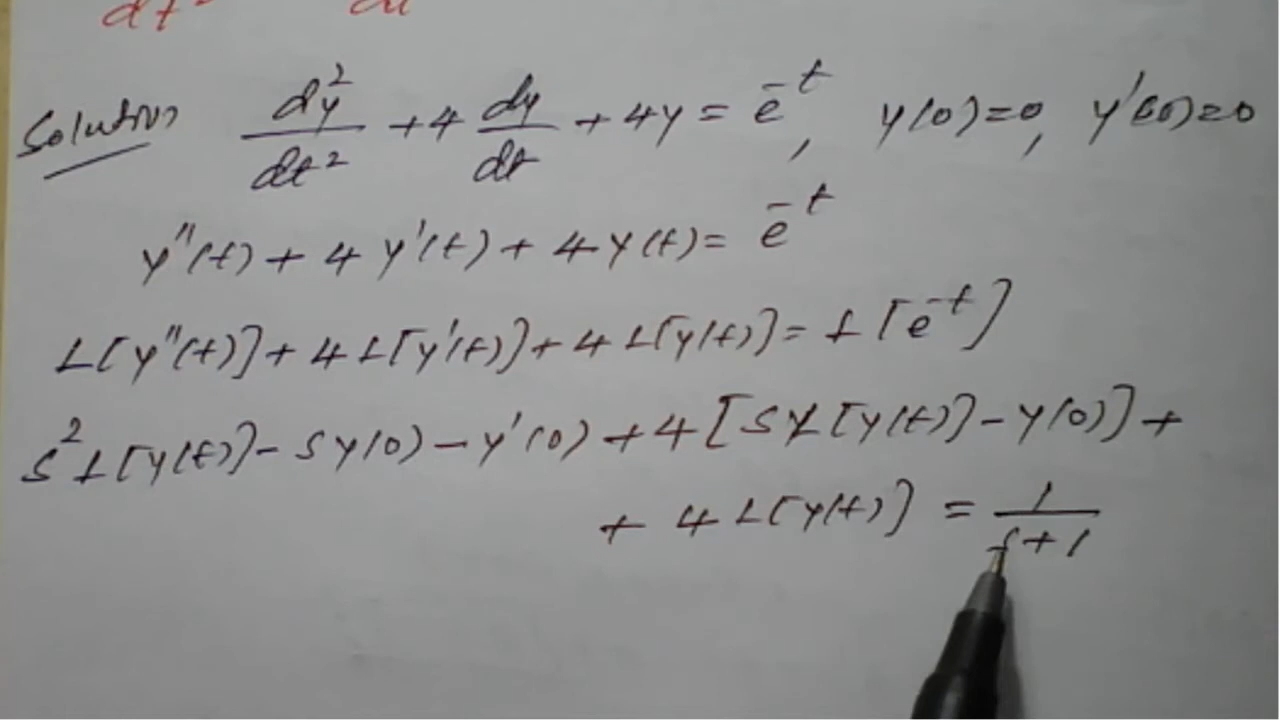 Solution d²y/dt² + 4 dy/dt + 4y = e^-t, y(0)=0, y'(0)=0
y''(t) + 4 y'(t) + 4 y(t) = e^-t
L[y''(t)] + 4 L[y'(t)] + 4 L[y(t)] = L[e^-t]
s² L[y(t)] - s y(0) - y'(0) + 4 [s L[y(t)] - y(0)] +
+ 4 L[y(t)] = 1/(s+1)